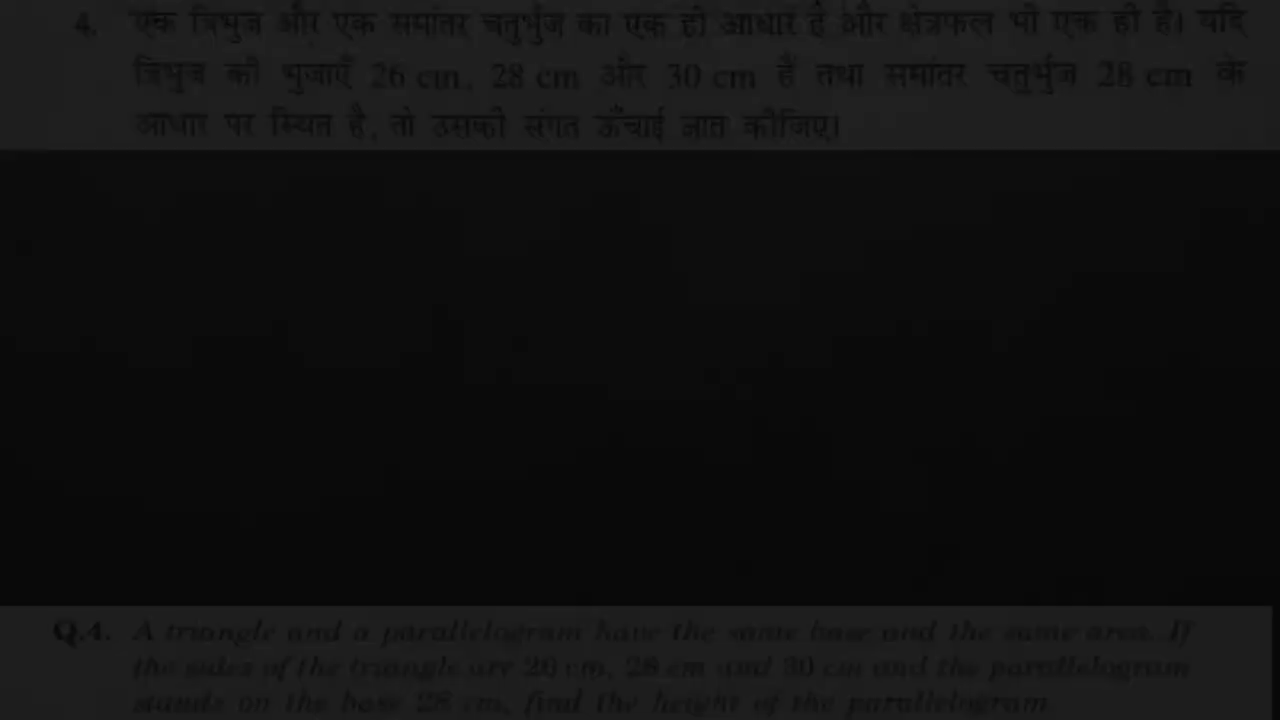 4. एक त्रिभुज और एक समांतर चतुर्भुज का एक ही आधार है और क्षेत्रफल भी एक ही है। यदि
त्रिभुज की भुजाएँ 26 cm, 28 cm और 30 cm हैं तथा समांतर चतुर्भुज 28 cm के
आधार पर स्थित है, तो उसकी संगत ऊँचाई ज्ञात कीजिए।
Q.4. A triangle and a parallelogram have the same base and the same area. If
the sides of the triangle are 26 cm, 28 cm and 30 cm and the parallelogram
stands on the base 28 cm, find the height of the parallelogram.